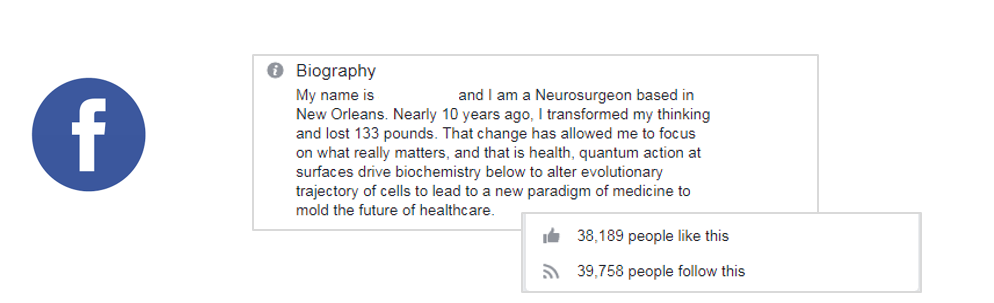 f
Biography
My name is and I am a Neurosurgeon based in
New Orleans. Nearly 10 years ago, I transformed my thinking
and lost 133 pounds. That change has allowed me to focus
on what really matters, and that is health, quantum action at
surfaces drive biochemistry below to alter evolutionary
trajectory of cells to lead to a new paradigm of medicine to
mold the future of healthcare.
38,189 people like this
39,758 people follow this